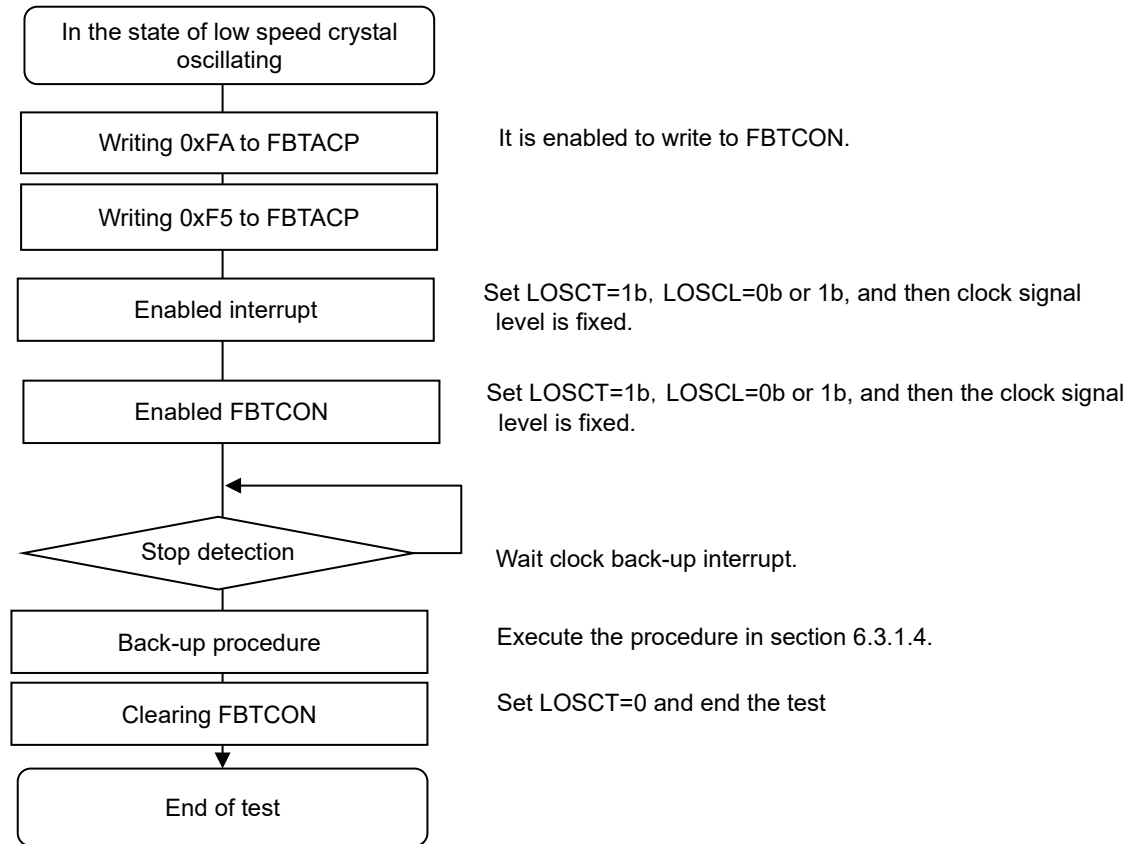 In the state of low speed crystal
oscillating
Writing 0xFA to FBTACP
It is enabled to write to FBTCON.
Writing 0xF5 to FBTACP
Enabled interrupt
Set LOSCT=1b, LOSCL=0b or 1b, and then clock signal
level is fixed.
Enabled FBTCON
Set LOSCT=1b, LOSCL=0b or 1b, and then the clock signal
level is fixed.
Stop detection
Wait clock back-up interrupt.
Back-up procedure
Execute the procedure in section 6.3.1.4.
Clearing FBTCON
Set LOSCT=0 and end the test
End of test